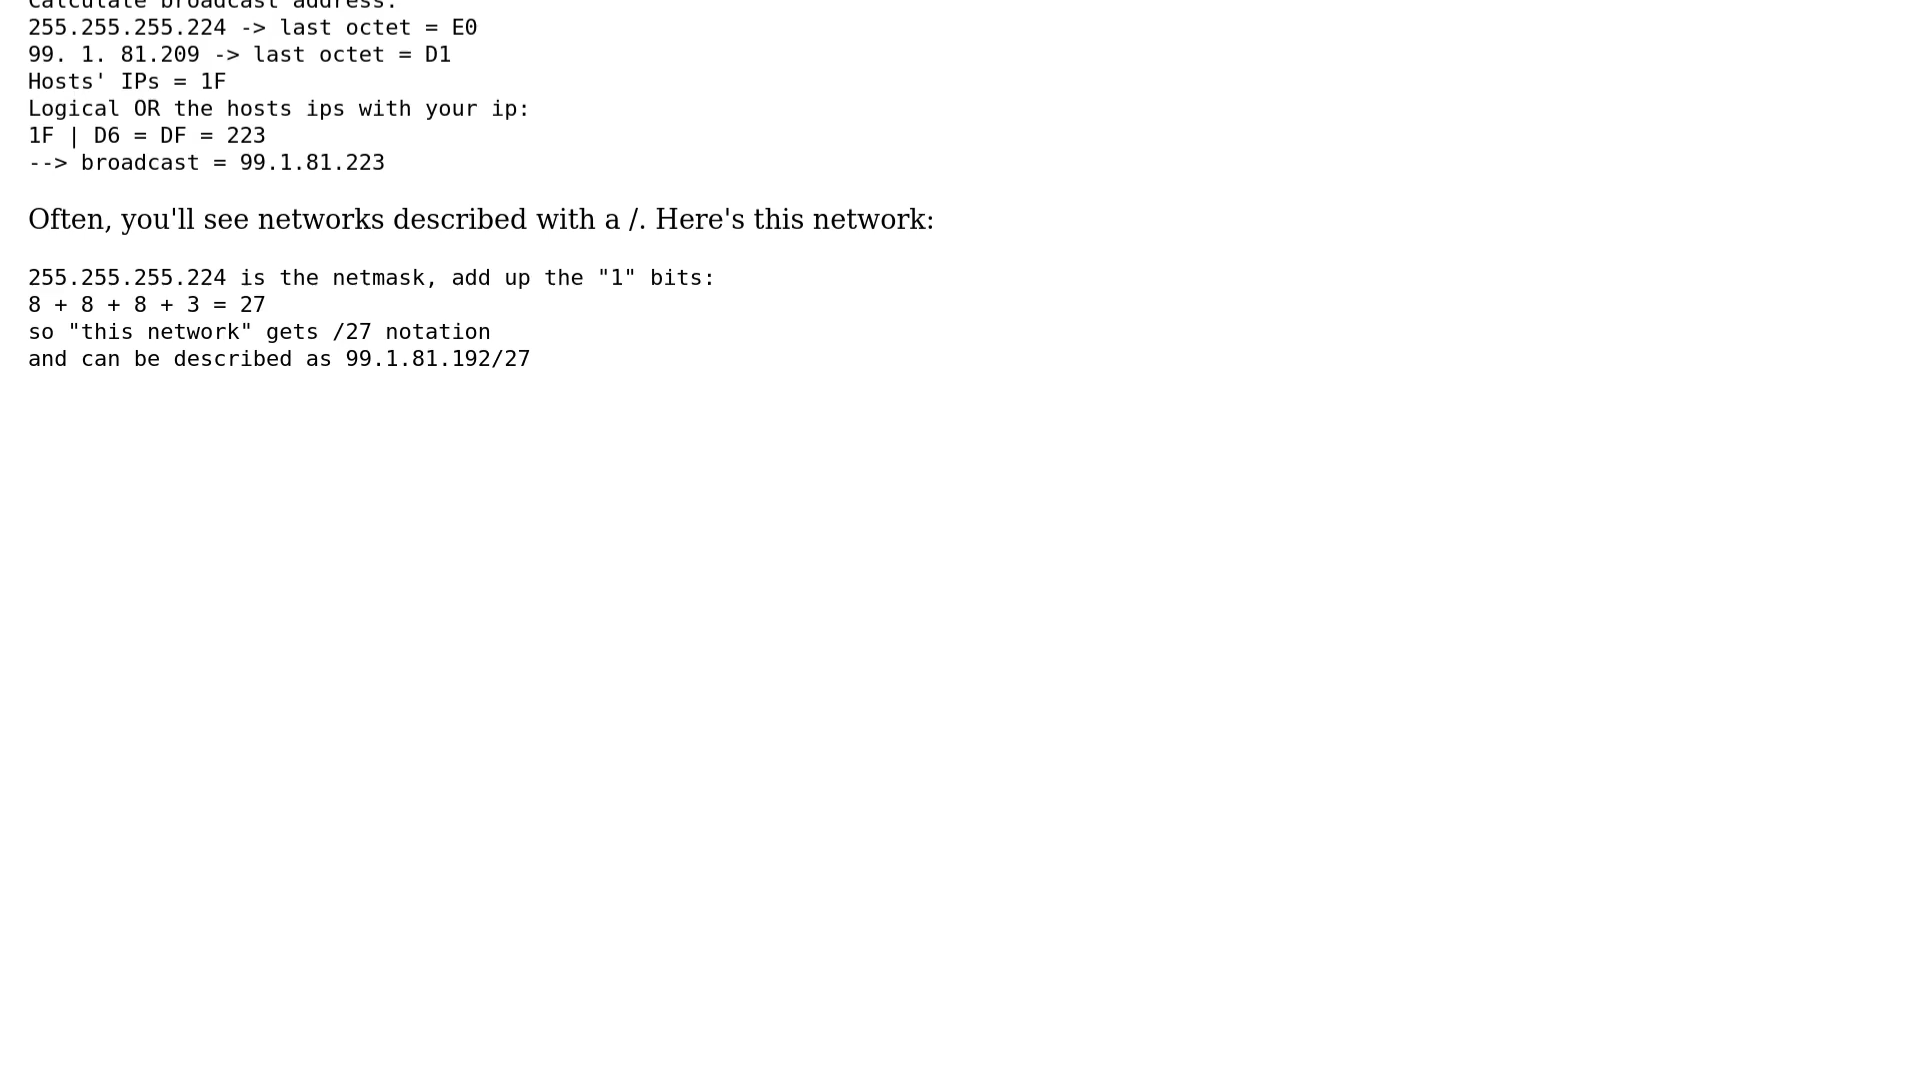 Calculate broadcast address:
255.255.255.224 -> last octet = E0
99. 1. 81.209 -> last octet = D1
Hosts' IPs = 1F
Logical OR the hosts ips with your ip:
1F | D6 = DF = 223
--> broadcast = 99.1.81.223
Often, you'll see networks described with a /. Here's this network:
255.255.255.224 is the netmask, add up the "1" bits:
8 + 8 + 8 + 3 = 27
so "this network" gets /27 notation
and can be described as 99.1.81.192/27